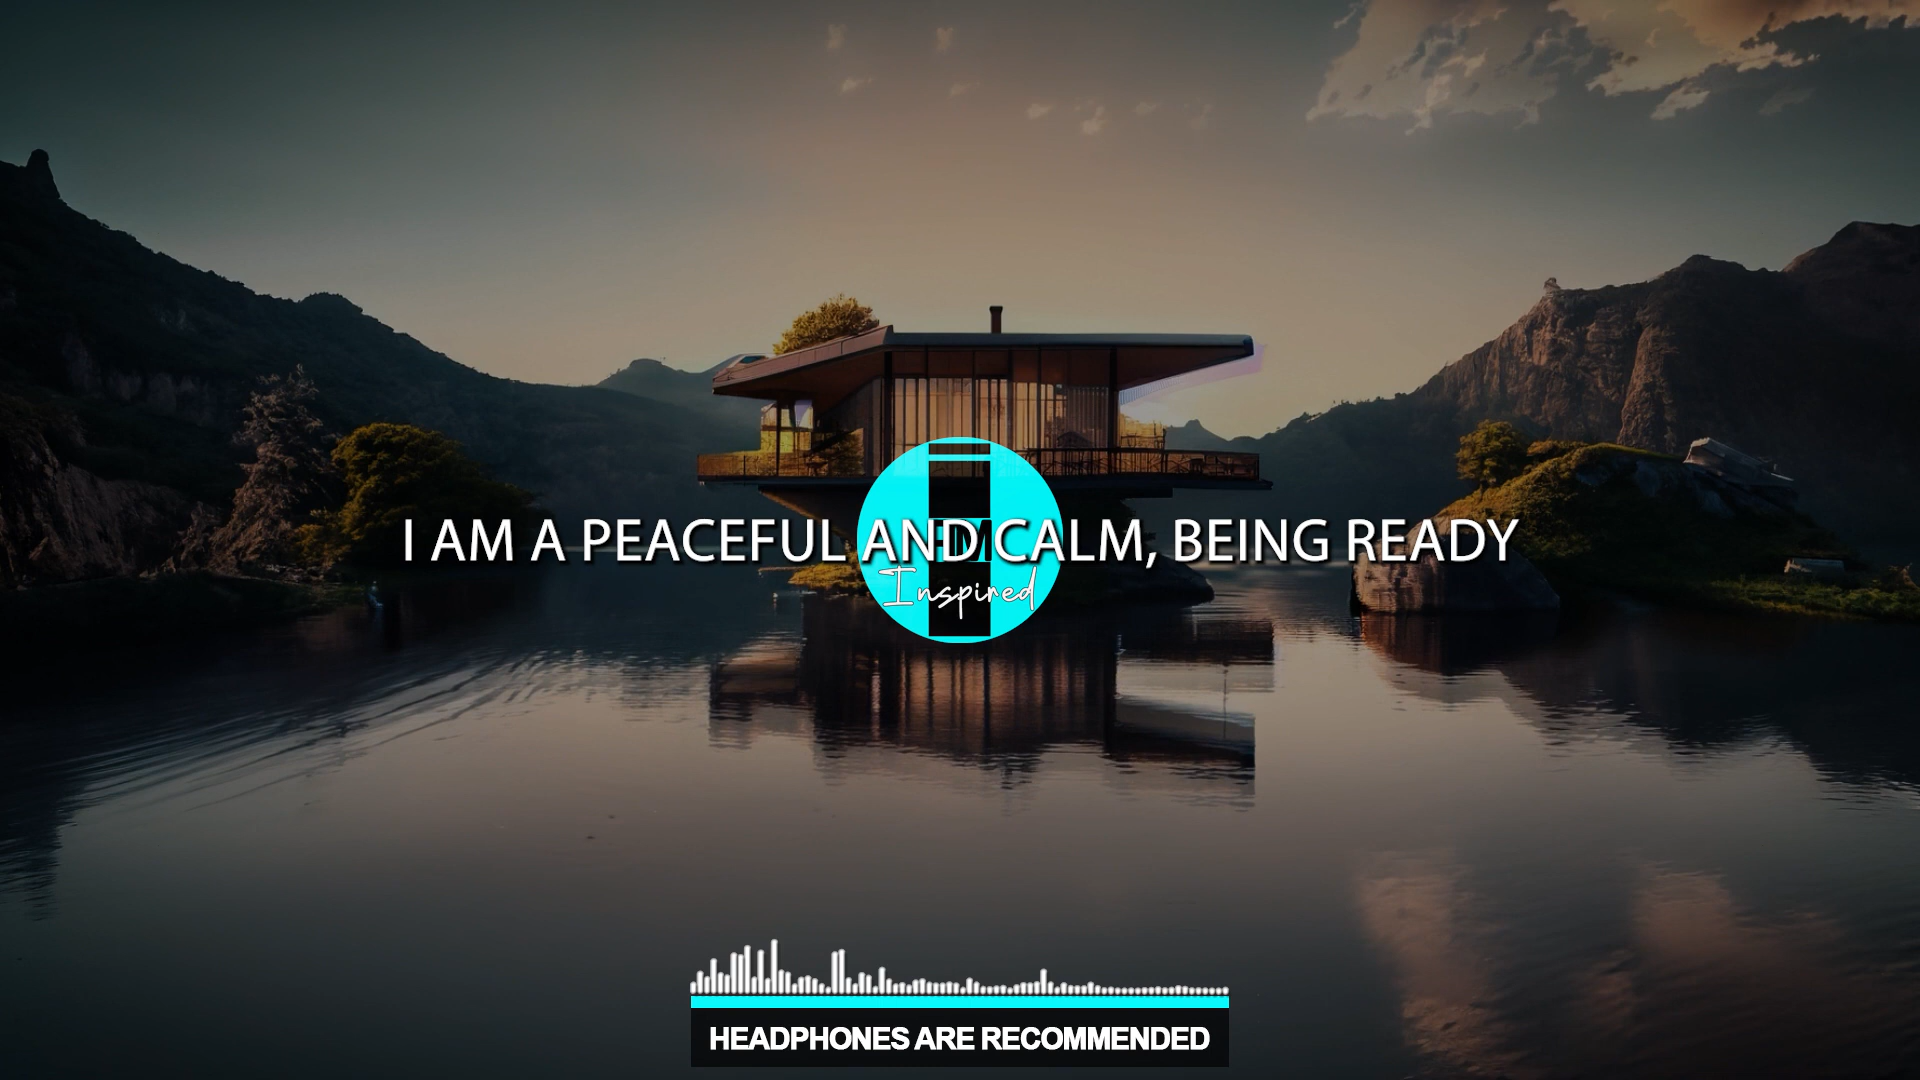 I AM A PEACEFUL AND CALM, BEING READY
Inspired
HEADPHONES ARE RECOMMENDED